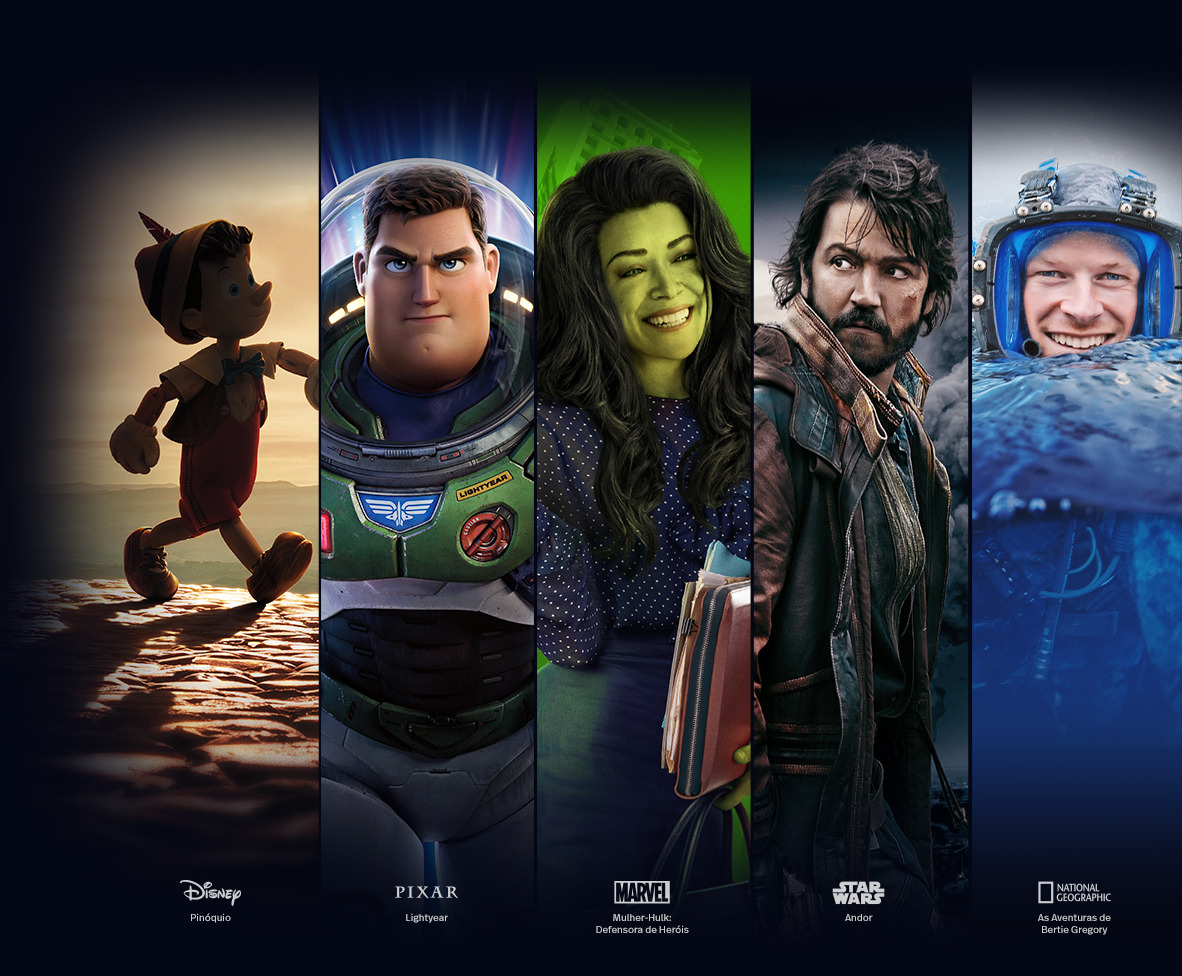 LIGHTYEAR
Disney
Pinóquio
PIXAR
Lightyear
MARVEL
Mulher-Hulk:
Defensora de Heróis
STAR
WARS
Andor
NATIONAL
GEOGRAPHIC
As Aventuras de
Bertie Gregory